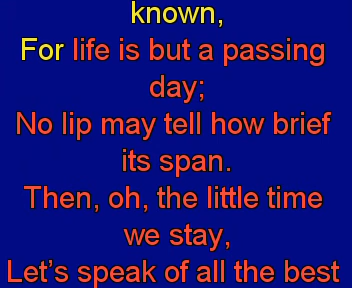 known,
For life is but a passing
day;
No lip may tell how brief
its span.
Then, oh, the little time
we stay,
Let's speak of all the best